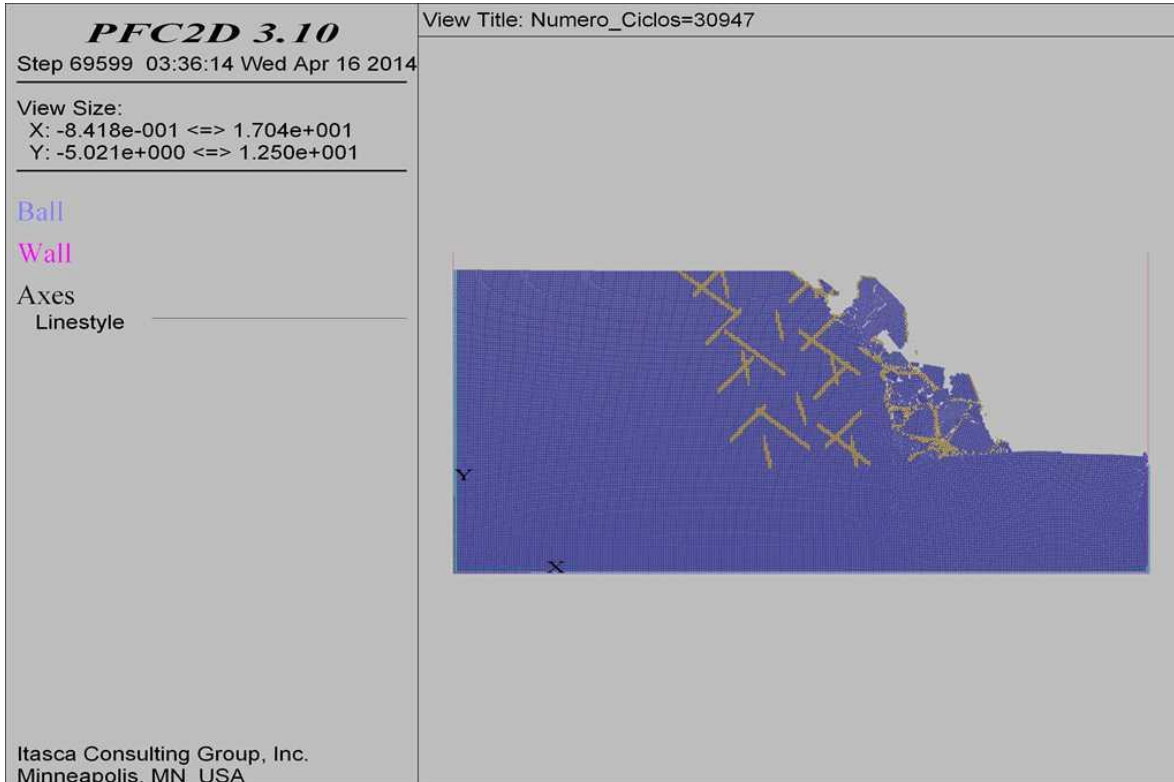 PFC2D 3.10
Step 69599  03:36:14 Wed Apr 16 2014
View Size:
X: -8.418e-001 <=> 1.704e+001
Y: -5.021e+000 <=> 1.250e+001
Ball
Wall
Axes
Linestyle
Itasca Consulting Group, Inc.
Minneapolis, MN USA
View Title: Numero_Ciclos=30947
Y
X